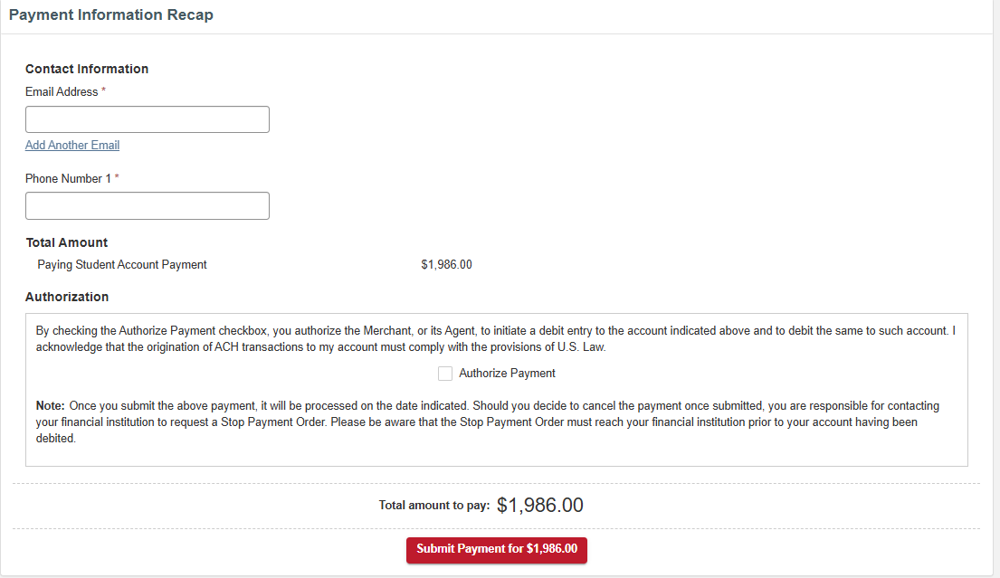 Payment Information Recap
Contact Information
Email Address *
Add Another Email
Phone Number 1 *
Total Amount
Paying Student Account Payment $1,986.00
Authorization
By checking the Authorize Payment checkbox, you authorize the Merchant, or its Agent, to initiate a debit entry to the account indicated above and to debit the same to such account. I
acknowledge that the origination of ACH transactions to my account must comply with the provisions of U.S. Law.
Authorize Payment
Note: Once you submit the above payment, it will be processed on the date indicated. Should you decide to cancel the payment once submitted, you are responsible for contacting
your financial institution to request a Stop Payment Order. Please be aware that the Stop Payment Order must reach your financial institution prior to your account having been
debited.
Total amount to pay: $1,986.00
Submit Payment for $1,986.00